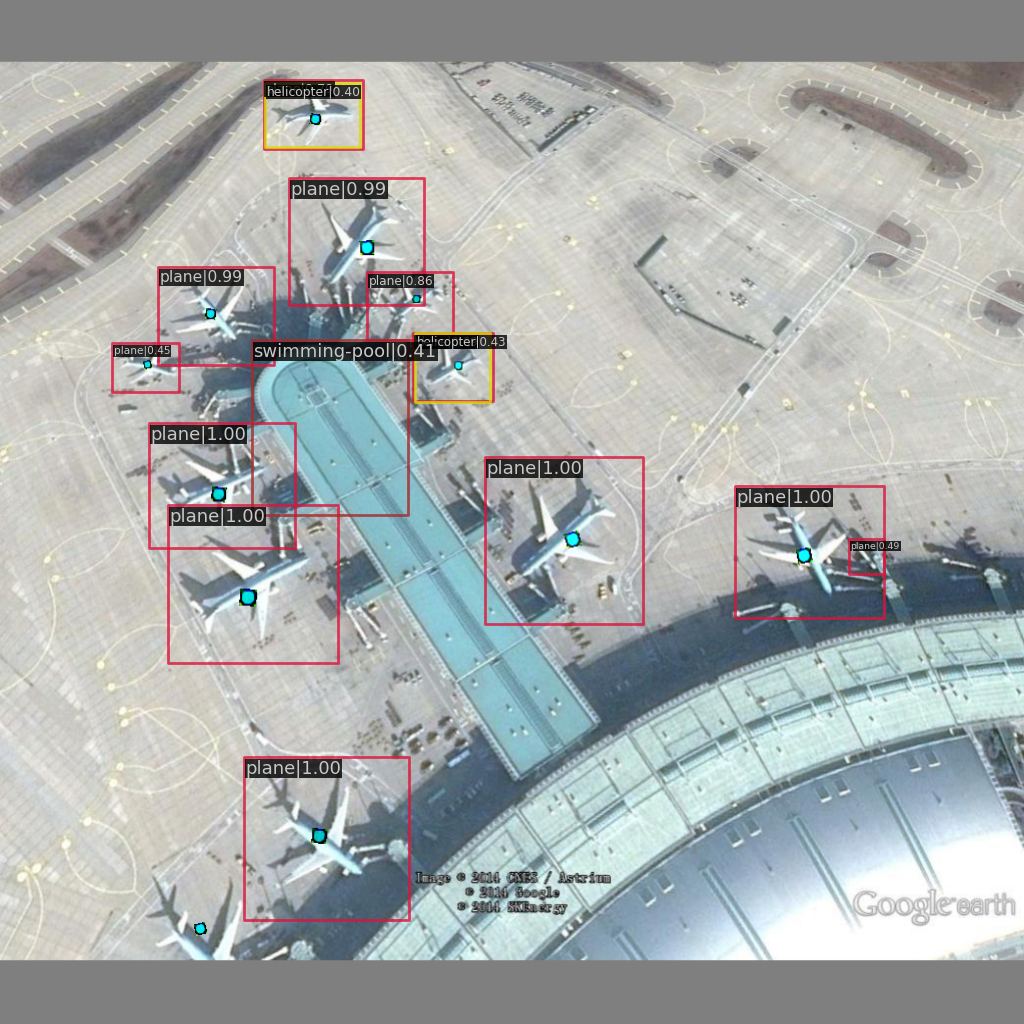 helicopter|0.40
plane|0.99
plane|0.99
plane|0.86
helicopter|0.43
plane|0.45
swimming-pool|0.41
plane|1.00
plane|1.00
plane|1.00
plane|1.00
plane|0.49
plane|1.00
Image © 2014 CNES / Astrium
© 2014 Google
© 2014 SKEnergy
Google earth